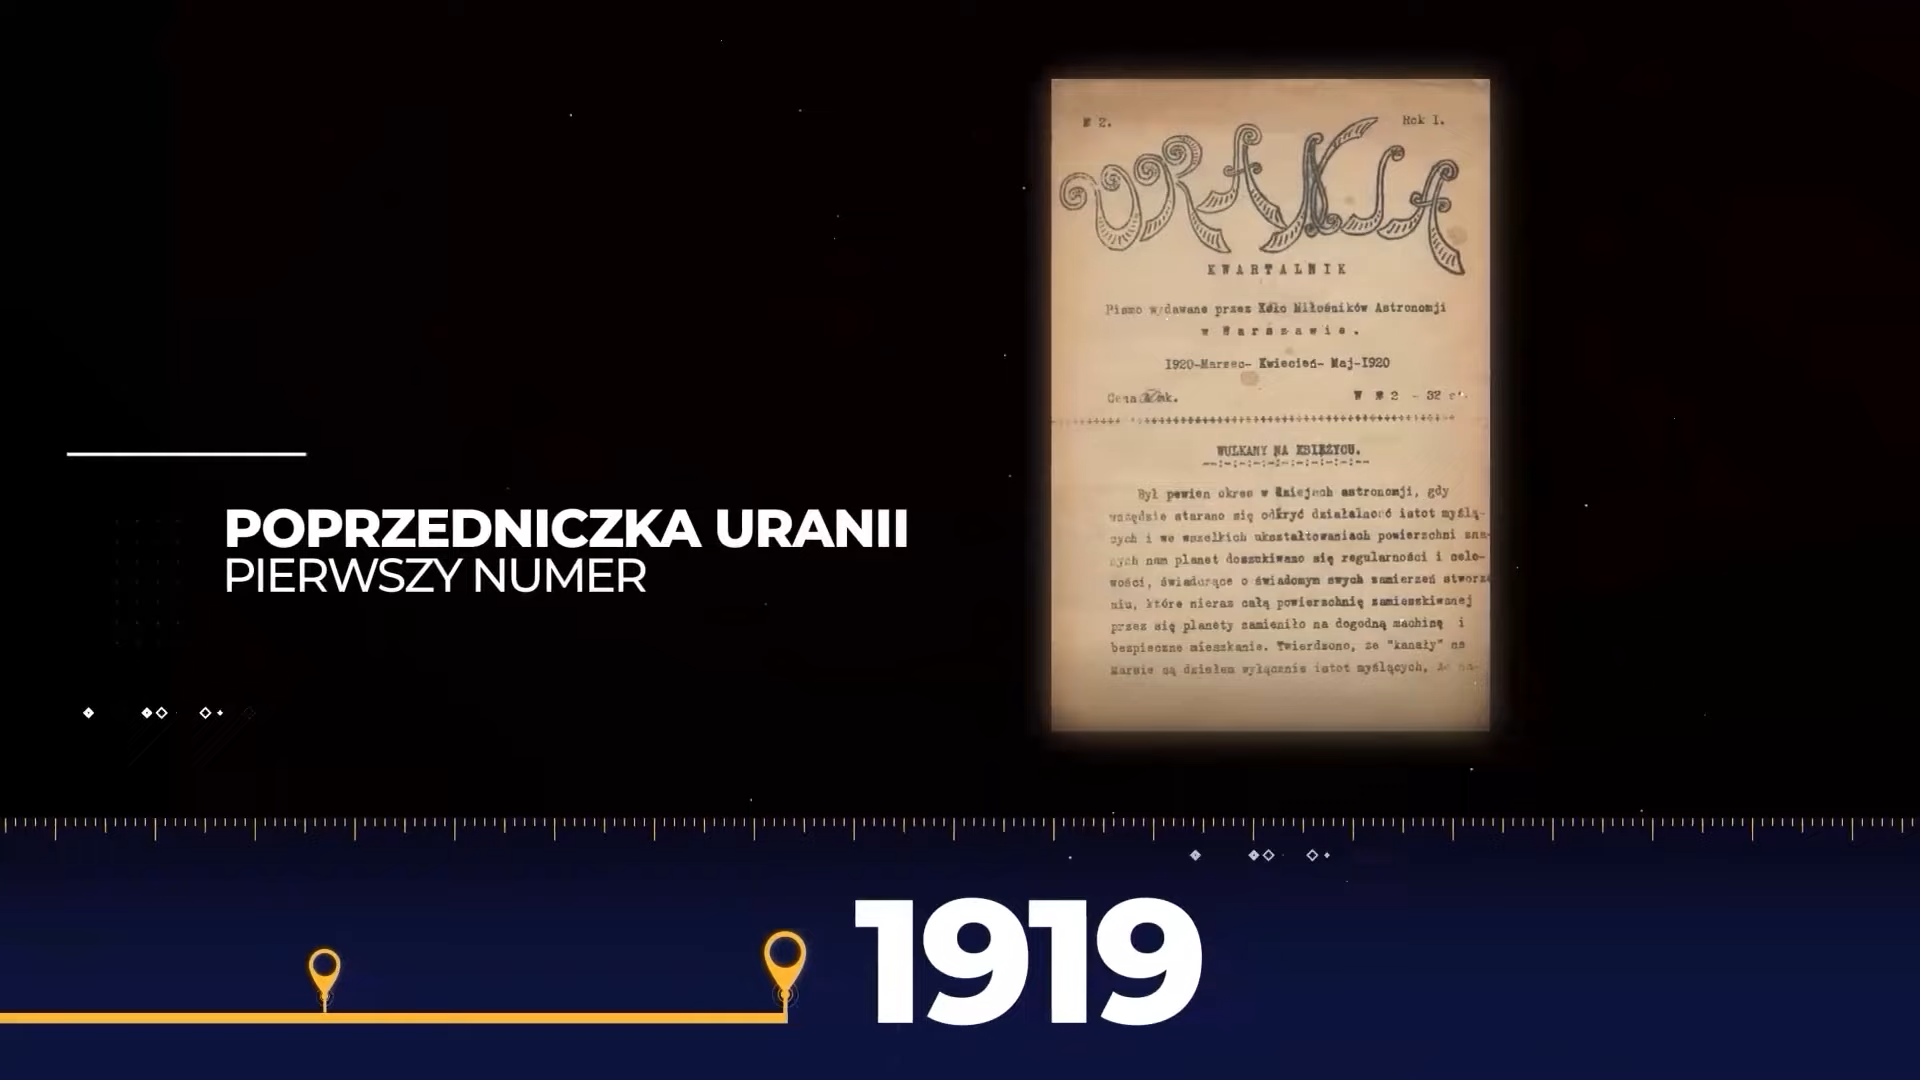 POPRZEDNICZKA URANII
PIERWSZY NUMER
№ 2.
Rok I.
URANIA
KWARTALNIK
Pismo wydawane przez Koło Miłośników Astronomji
w Warszawie.
1920-Marzec- Kwiecień- Maj-1920
Cena mk.
W № 2 - 32
WULKANY NA KSIĘŻYCU.
Był pewien okres w dziejach astronomji, gdy
wszędzie starano się odkryć działalność istot myślą-
cych i we wszelkich ukształtowaniach powierzchni zna-
nych nam planet doszukiwano się regularności i celo-
wości, świadczące o świadomym swych zamierzeń stworze
niu, które nieraz całą powierzchnię zamieszkiwanej
przez się planety zamieniło na dogodną machinę i
bezpieczne mieszkanie. Twierdzono, że "kanały" na
Marsie są dziełem wyłącznie istot myślących.
1919